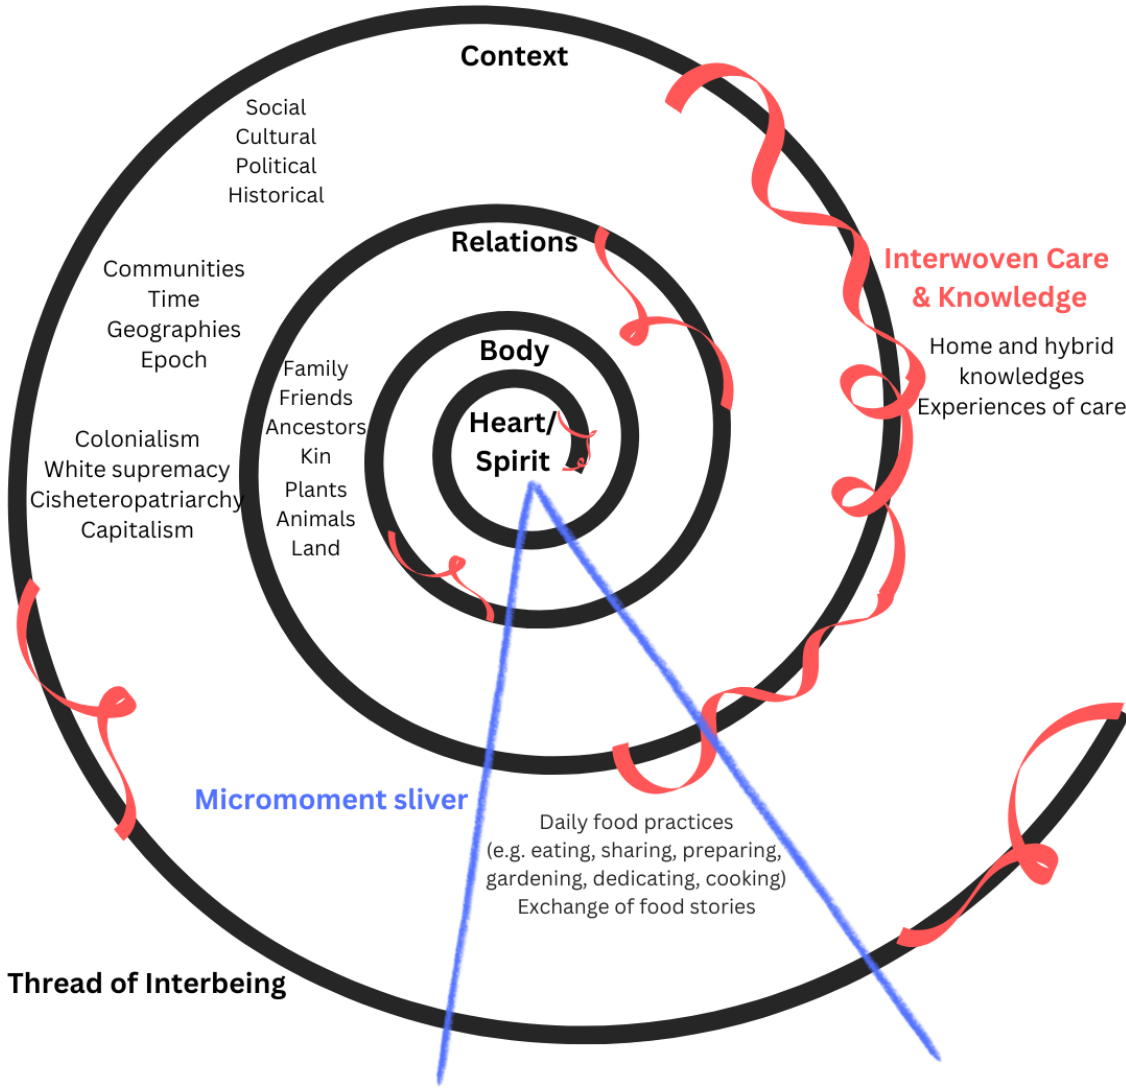 Context
Social
Cultural
Political
Historical
Communities
Time
Geographies
Epoch
Colonialism
White supremacy
Cisheteropatriarchy
Capitalism
Relations
Family
Friends
Ancestors
Kin
Plants
Animals
Land
Body
Heart/
Spirit
Interwoven Care
& Knowledge
Home and hybrid
knowledges
Experiences of care
Micromoment sliver
Daily food practices
(e.g. eating, sharing, preparing,
gardening, dedicating, cooking)
Exchange of food stories
Thread of Interbeing